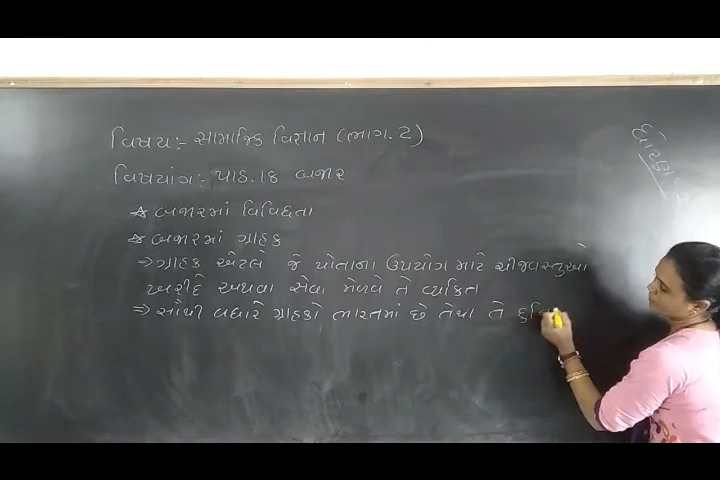 વિષય:- સામાજિક વિજ્ઞાન (ભાગ.2)
ધોરણ:-
વિષયાંગ:- પાઠ.18 બજાર
☆ બજારમાં વિવિધતા
☆ બજારમાં ગ્રાહક
⇒ ગ્રાહક એટલે જે પોતાના ઉપયોગ માટે ચીજવસ્તુઓ
ખરીદે અથવા સેવા મેળવે તે વ્યક્તિ
⇒ સૌથી વધારે ગ્રાહકો ભારતમાં છે તથા તે